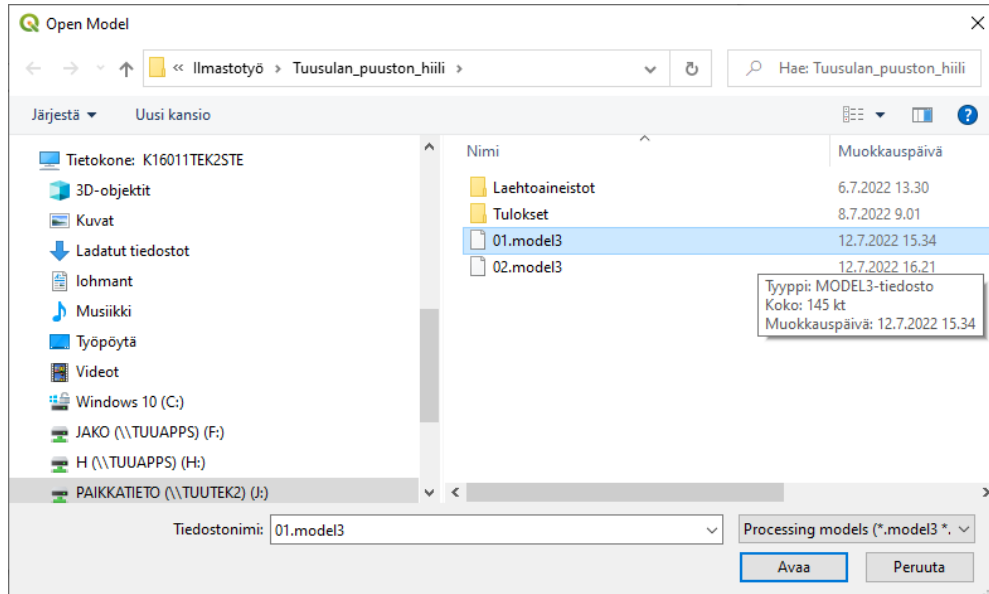 Open Model
« Ilmastotyö > Tuusulan_puuston_hiili >
Hae: Tuusulan_puuston_hiili
Järjestä Uusi kansio
Tietokone: K16011TEK2STE
3D-objektit
Kuvat
Ladatut tiedostot
lohmant
Musiikki
Työpöytä
Videot
Windows 10 (C:)
JAKO (\\TUUAPPS) (F:)
H (\\TUUAPPS) (H:)
PAIKKATIETO (\\TUUTEK2) (J:)
Nimi Muokkauspäivä
Laehtoaineistot 6.7.2022 13.30
Tulokset 8.7.2022 9.01
01.model3 12.7.2022 15.34
02.model3 12.7.2022 16.21
Tyyppi: MODEL3-tiedosto
Koko: 145 kt
Muokkauspäivä: 12.7.2022 15.34
Tiedostonimi: 01.model3 Processing models (*.model3 *.
Avaa Peruuta